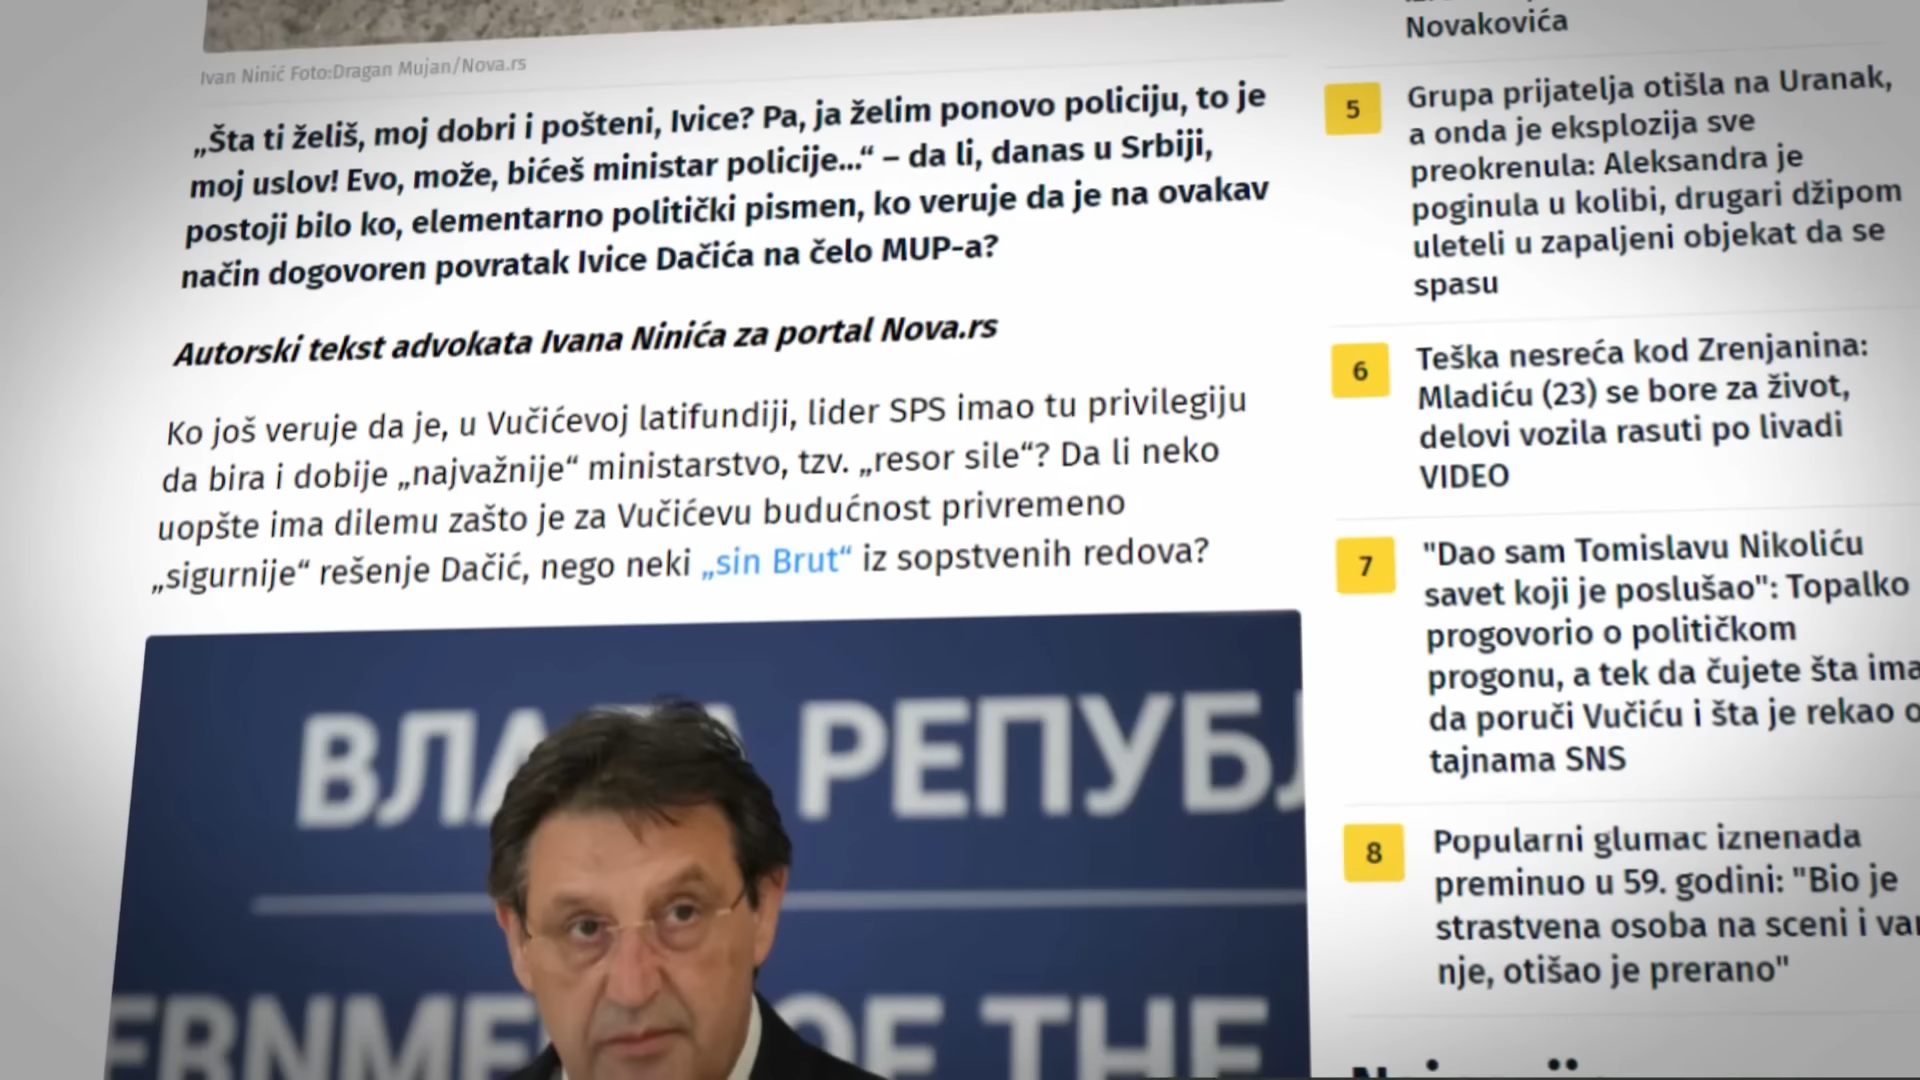 Ivan Ninić Foto:Dragan Mujan/Nova.rs
„Šta ti želiš, moj dobri i pošteni, Ivice? Pa, ja želim ponovo policiju, to je
moj uslov! Evo, može, bićeš ministar policije...“ – da li, danas u Srbiji,
postoji bilo ko, elementarno politički pismen, ko veruje da je na ovakav
način dogovoren povratak Ivice Dačića na čelo MUP-a?
Autorski tekst advokata Ivana Ninića za portal Nova.rs
Ko još veruje da je, u Vučićevoj latifundiji, lider SPS imao tu privilegiju
da bira i dobije „najvažnije“ ministarstvo, tzv. „resor sile“? Da li neko
uopšte ima dilemu zašto je za Vučićevu budućnost privremeno
„sigurnije“ rešenje Dačić, nego neki „sin Brut“ iz sopstvenih redova?
ВЛАДА РЕПУБЛ
ERNME OF THE
Novakovića
5
Grupa prijatelja otišla na Uranak,
a onda je eksplozija sve
preokrenula: Aleksandra je
poginula u kolibi, drugari džipom
uleteli u zapaljeni objekat da se
spasu
6
Teška nesreća kod Zrenjanina:
Mladiću (23) se bore za život,
delovi vozila rasuti po livadi
VIDEO
7
"Dao sam Tomislavu Nikoliću
savet koji je poslušao": Topalko
progovorio o političkom
progonu, a tek da čujete šta ima
da poruči Vučiću i šta je rekao o
tajnama SNS
8
Popularni glumac iznenada
preminuo u 59. godini: "Bio je
strastvena osoba na sceni i van
nje, otišao je prerano"